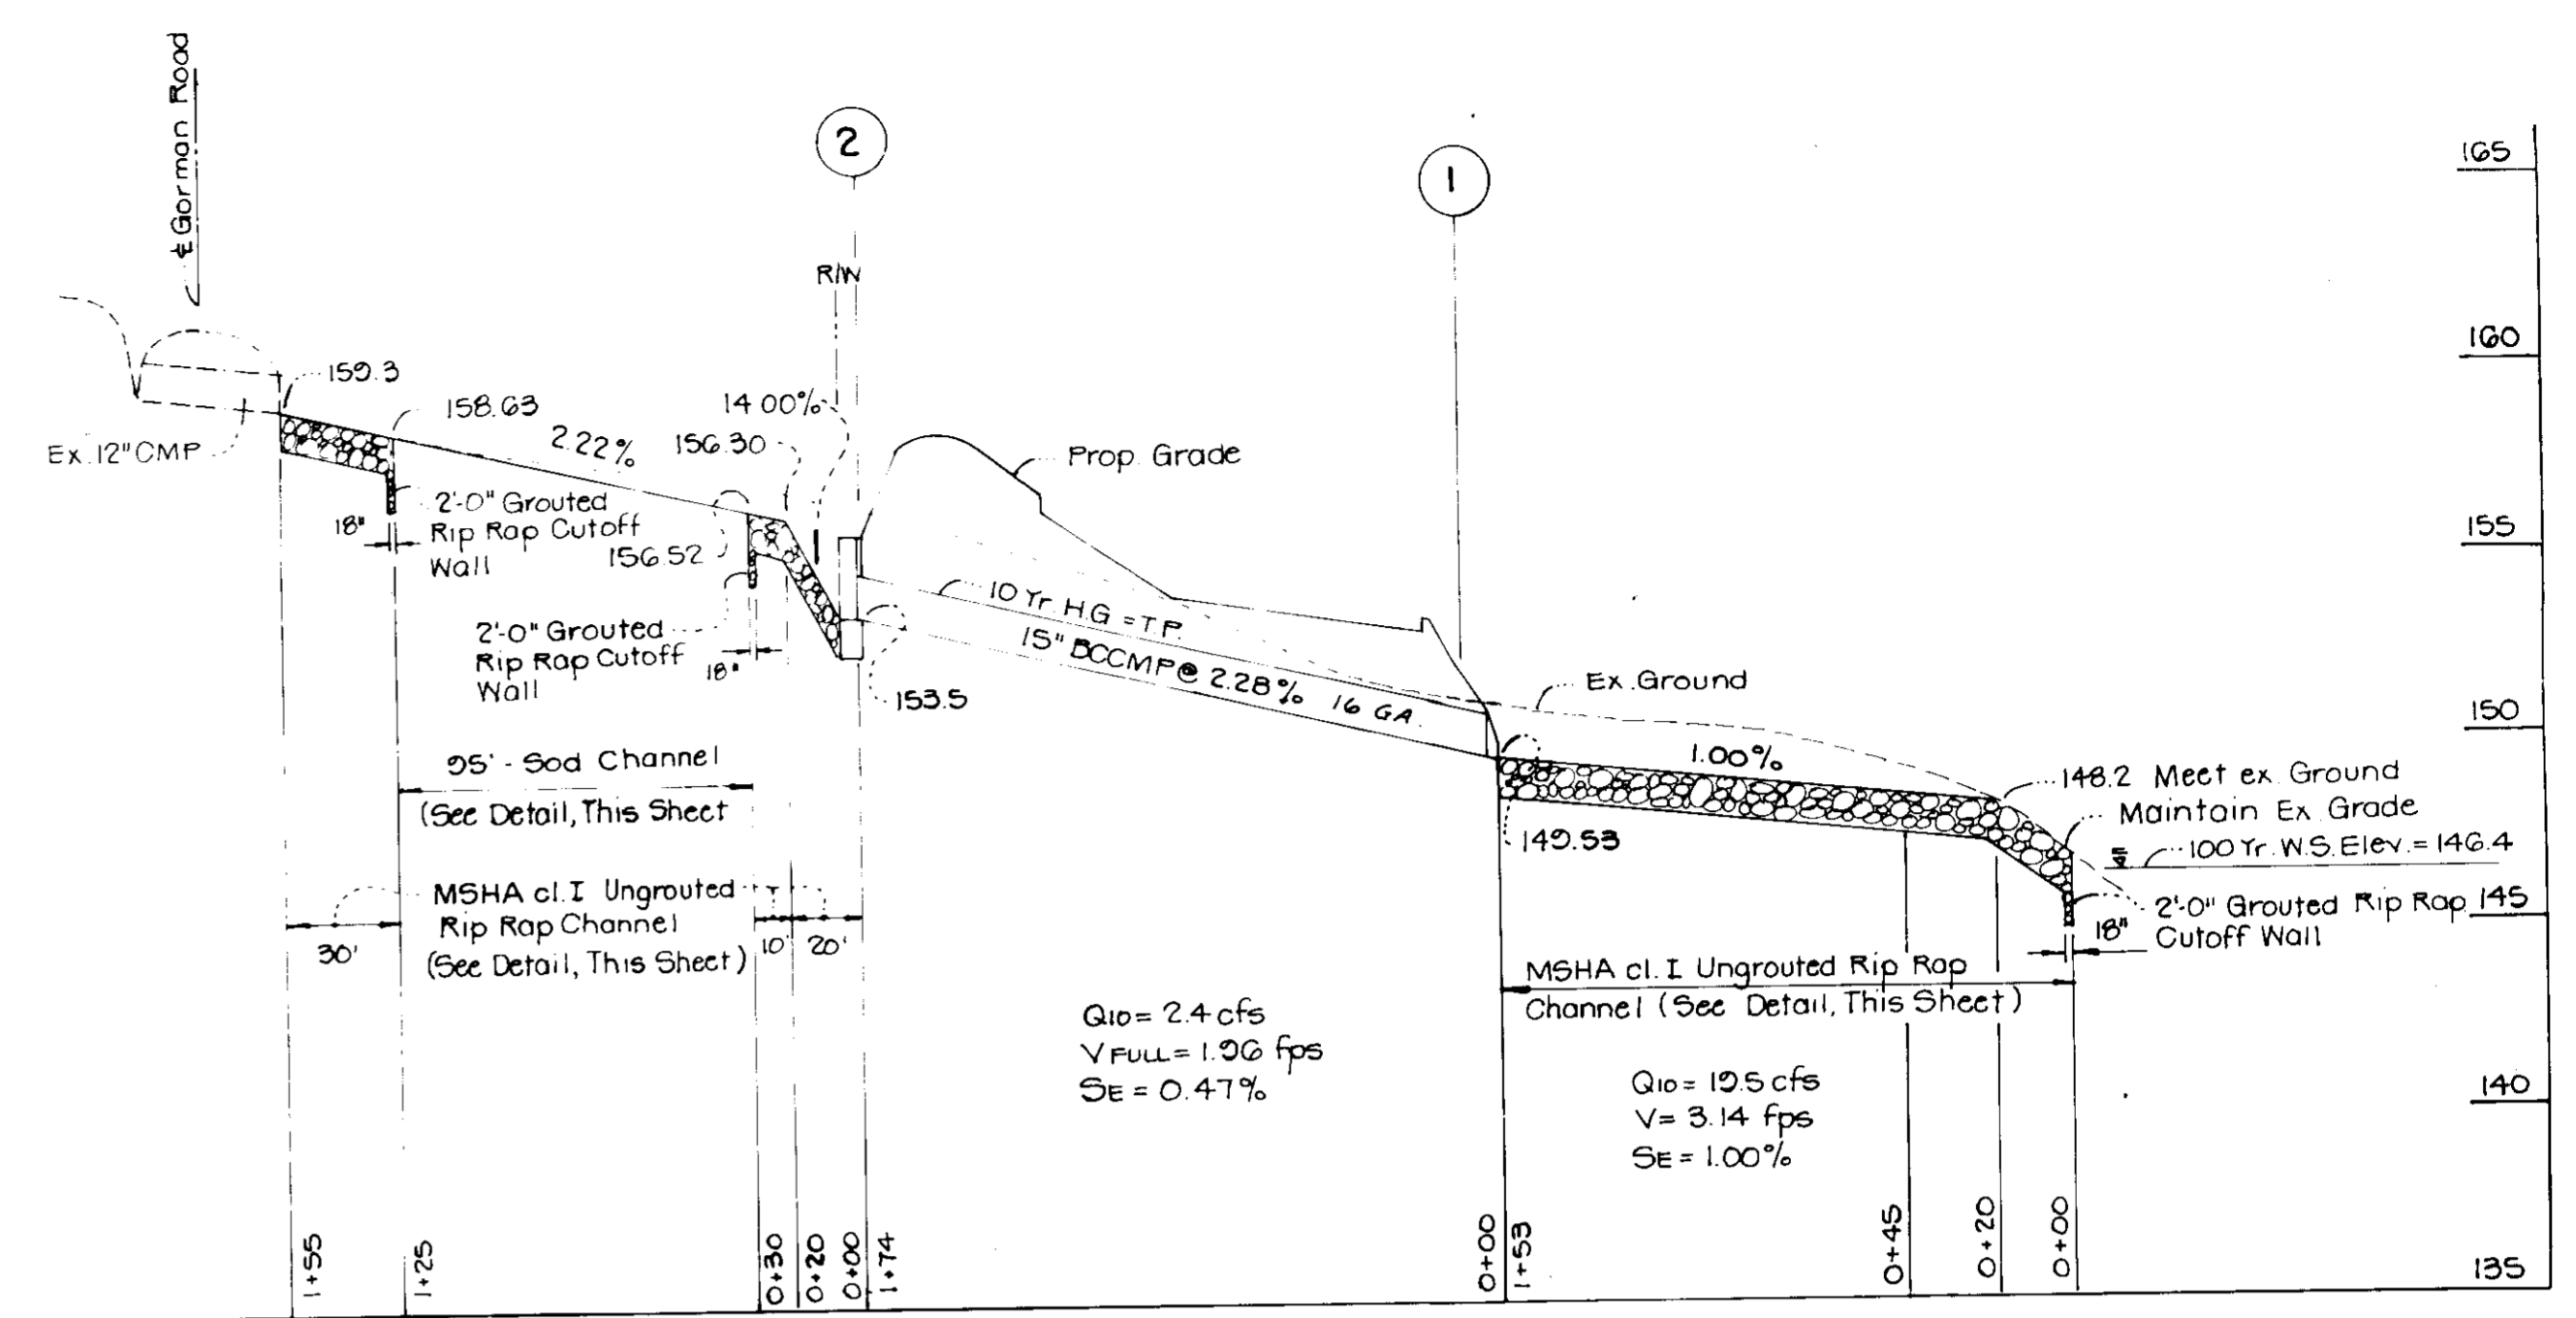 ℄ Gorman Road
2
1
R/W
165
160
155
150
145
140
135
159.3
158.63
2.22%
14 00%
156.30
Ex. 12" CMP
Prop. Grade
2'-0" Grouted
Rip Rap Cutoff
Wall
18"
156.52
2'-0" Grouted
Rip Rap Cutoff
Wall
18"
10 Yr. H.G = T.P.
15" BCCMP @ 2.28% 16 GA.
153.5
Ex. Ground
1.00%
149.53
148.2 Meet ex. Ground
Maintain Ex. Grade
100 Yr. W.S. Elev. = 146.4
2'-0" Grouted Rip Rap
Cutoff Wall
18"
95' - Sod Channel
(See Detail, This Sheet
MSHA cl. I Ungrouted
Rip Rap Channel
(See Detail, This Sheet)
30'
10'
20'
MSHA cl. I Ungrouted Rip Rap
Channel (See Detail, This Sheet)
Q10 = 2.4 cfs
V FULL = 1.96 fps
SE = 0.47%
Q10 = 19.5 cfs
V = 3.14 fps
SE = 1.00%
1+55
1+25
0+30
0+20
0+00
1+74
0+00
1+53
0+45
0+20
0+00